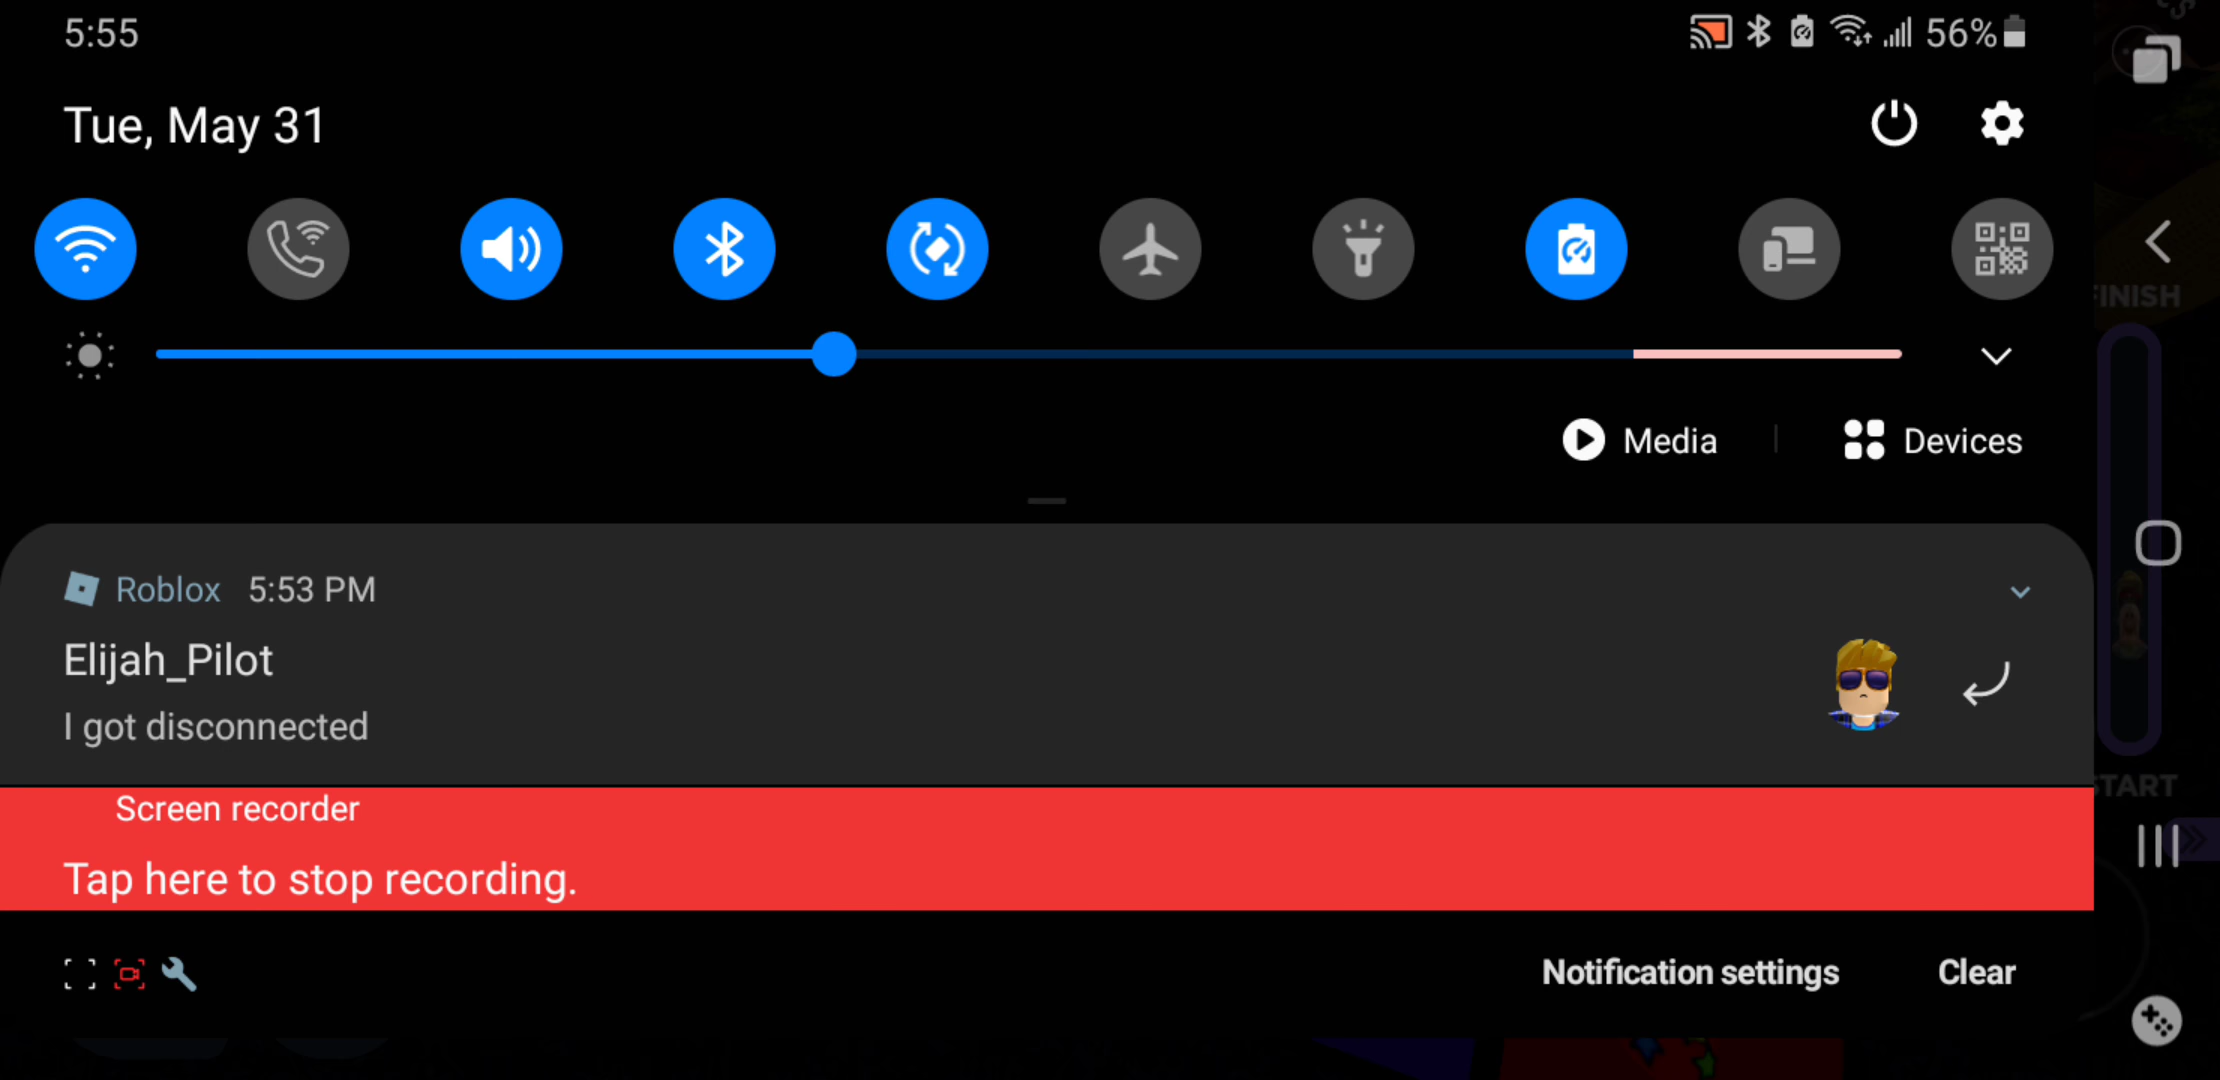 5:55
56%
Tue, May 31
FINISH
Media
Devices
Roblox 5:53 PM
Elijah_Pilot
I got disconnected
START
Screen recorder
Tap here to stop recording.
Notification settings
Clear